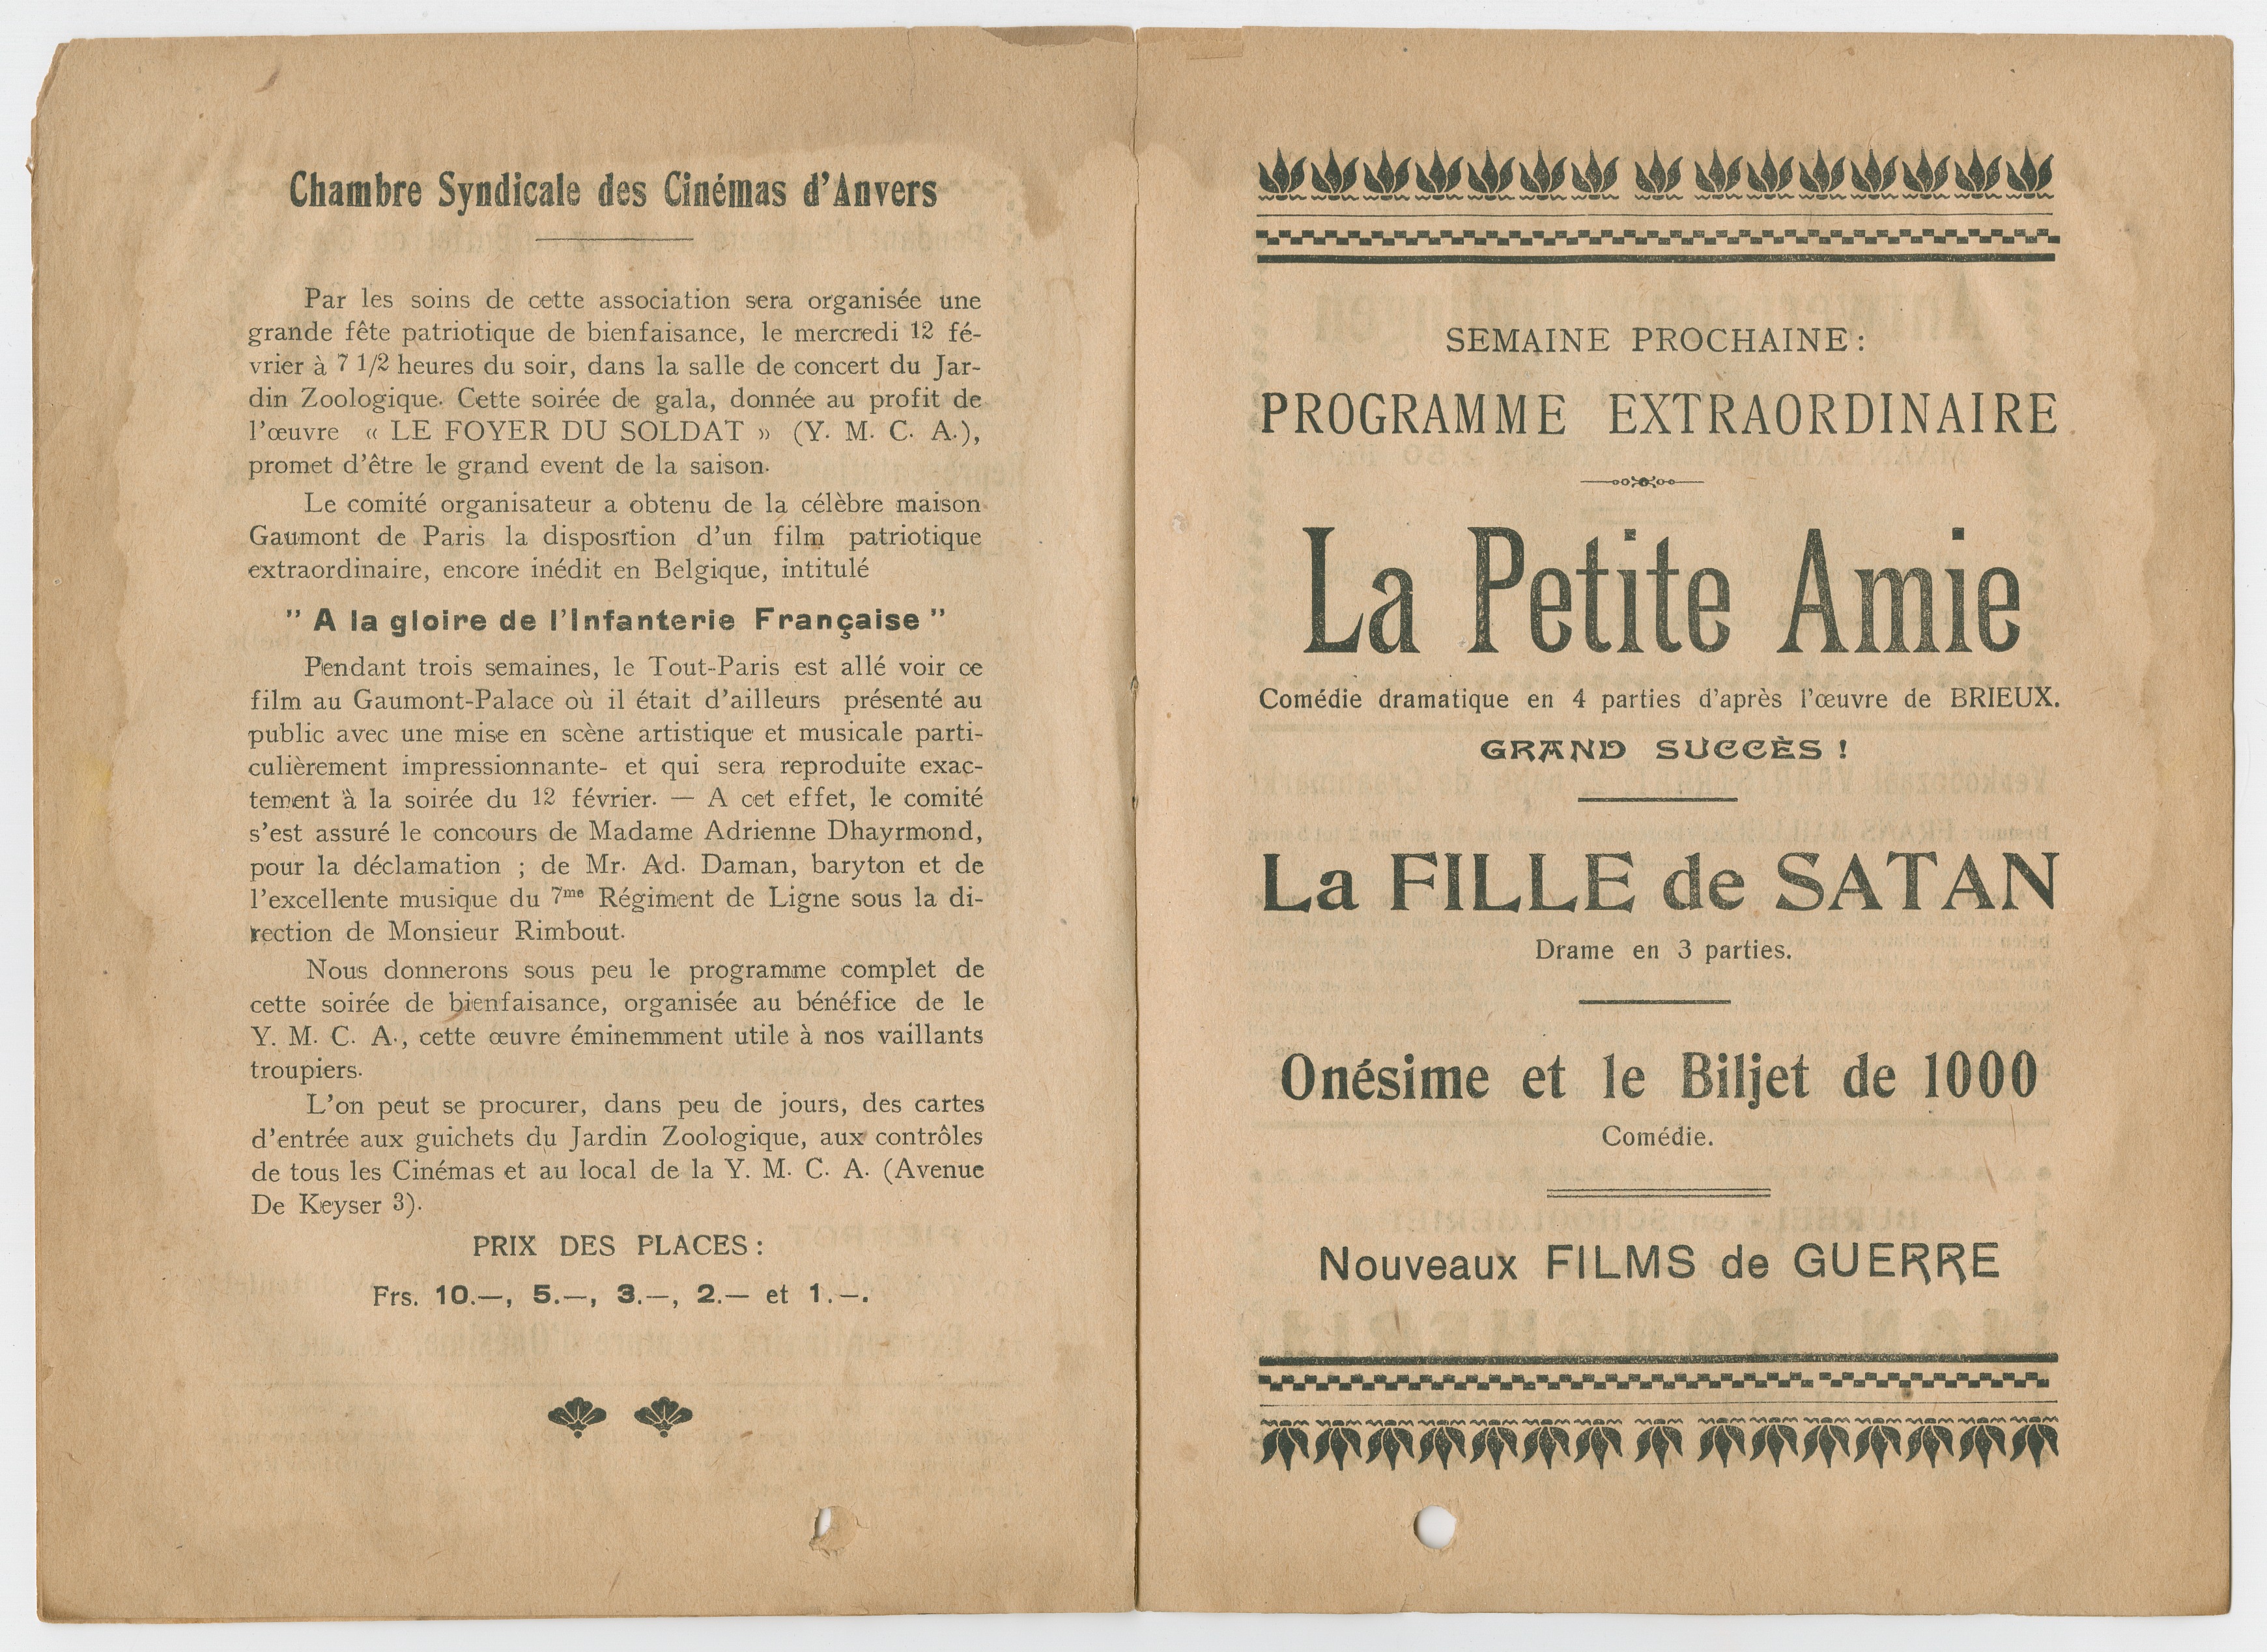 Chambre Syndicale des Cinémas d'Anvers
Par les soins de cette association sera organisée une
grande fête patriotique de bienfaisance, le mercredi 12 fé-
vrier à 7 1/2 heures du soir, dans la salle de concert du Jar-
din Zoologique. Cette soirée de gala, donnée au profit de
l'œuvre « LE FOYER DU SOLDAT » (Y. M. C. A.),
promet d'être le grand event de la saison.
Le comité organisateur a obtenu de la célèbre maison
Gaumont de Paris la disposition d'un film patriotique
extraordinaire, encore inédit en Belgique, intitulé
" A la gloire de l'Infanterie Française "
Pendant trois semaines, le Tout-Paris est allé voir ce
film au Gaumont-Palace où il était d'ailleurs présenté au
public avec une mise en scène artistique et musicale parti-
culièrement impressionnante- et qui sera reproduite exac-
tement à la soirée du 12 février. — A cet effet, le comité
s'est assuré le concours de Madame Adrienne Dhayrmond,
pour la déclamation ; de Mr. Ad. Daman, baryton et de
l'excellente musique du 7me Régiment de Ligne sous la di-
rection de Monsieur Rimbout.
Nous donnerons sous peu le programme complet de
cette soirée de bienfaisance, organisée au bénéfice de le
Y. M. C. A., cette œuvre éminemment utile à nos vaillants
troupiers.
L'on peut se procurer, dans peu de jours, des cartes
d'entrée aux guichets du Jardin Zoologique, aux contrôles
de tous les Cinémas et au local de la Y. M. C. A. (Avenue
De Keyser 3).
PRIX DES PLACES :
Frs. 10.—, 5.—, 3.—, 2.— et 1.—.
SEMAINE PROCHAINE :
PROGRAMME EXTRAORDINAIRE
La Petite Amie
Comédie dramatique en 4 parties d'après l'œuvre de BRIEUX.
GRAND SUCCÈS !
La FILLE de SATAN
Drame en 3 parties.
Onésime et le Biljet de 1000
Comédie.
Nouveaux FILMS de GUERRE